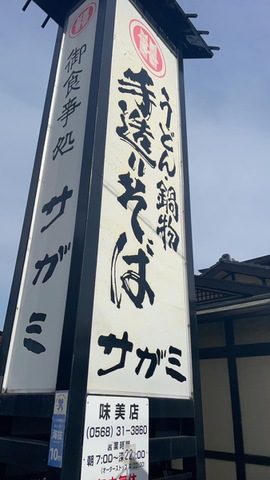 御食事処
サガミ
うどん・鍋物
手造りそば
サガミ
味美店
(0568)31-3860
営業時間
朝7:00~深22:00